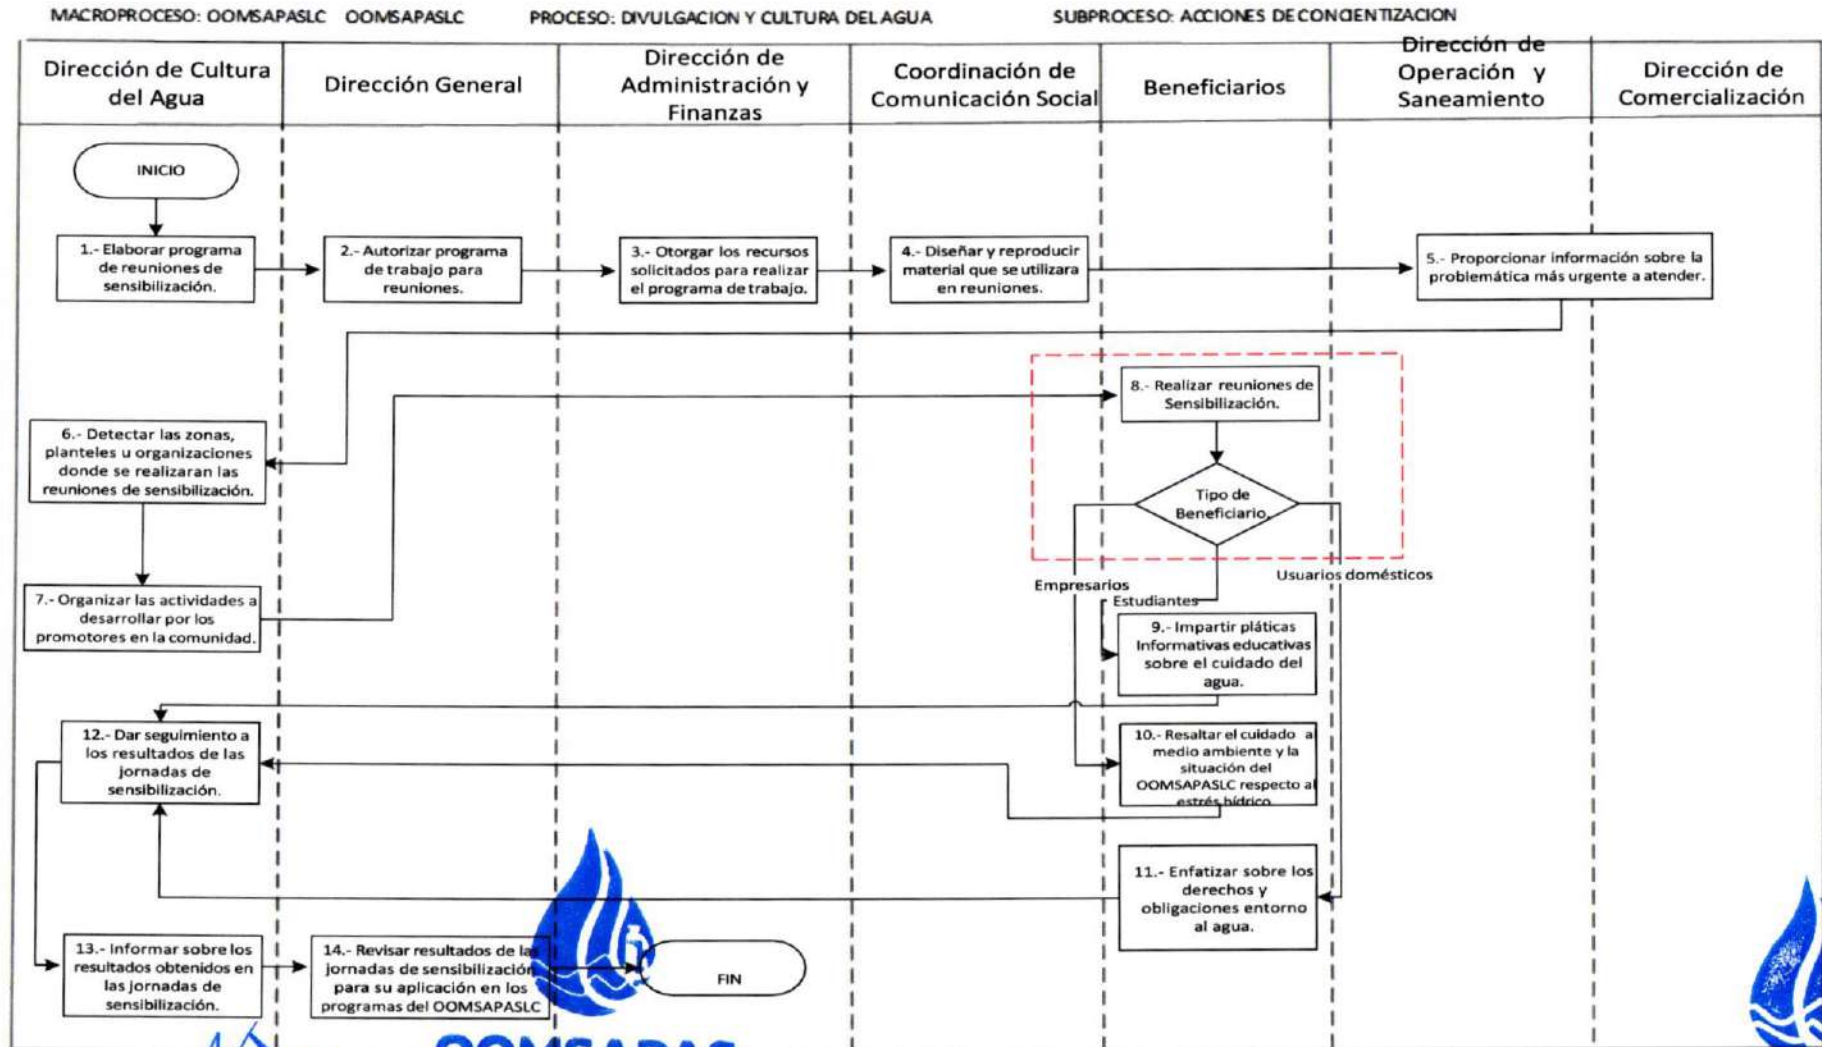 MACROPROCESO: OOMSAPASLC OOMSAPASLC PROCESO: DIVULGACION Y CULTURA DEL AGUA SUBPROCESO: ACCIONES DE CONCIENTIZACION
Dirección de Cultura
del Agua
Dirección General
Dirección de
Administración y
Finanzas
Coordinación de
Comunicación Social
Beneficiarios
Dirección de
Operación y
Saneamiento
Dirección de
Comercialización
INICIO
1.- Elaborar programa
de reuniones de
sensibilización.
2.- Autorizar programa
de trabajo para
reuniones.
3.- Otorgar los recursos
solicitados para realizar
el programa de trabajo.
4.- Diseñar y reproducir
material que se utilizara
en reuniones.
5.- Proporcionar información sobre la
problemática más urgente a atender.
6.- Detectar las zonas,
planteles u organizaciones
donde se realizaran las
reuniones de sensibilización.
7.- Organizar las actividades a
desarrollar por los
promotores en la comunidad.
8.- Realizar reuniones de
Sensibilización.
Tipo de
Beneficiario.
Empresarios
Estudiantes
Usuarios domésticos
9.- Impartir pláticas
Informativas educativas
sobre el cuidado del
agua.
10.- Resaltar el cuidado a
medio ambiente y la
situación del
OOMSAPASLC respecto al
estrés hídrico
11.- Enfatizar sobre los
derechos y
obligaciones entorno
al agua.
12.- Dar seguimiento a
los resultados de las
jornadas de
sensibilización.
13.- Informar sobre los
resultados obtenidos en
las jornadas de
sensibilización.
14.- Revisar resultados de las
jornadas de sensibilización
para su aplicación en los
programas del OOMSAPASLC
FIN
OOMSAPAS